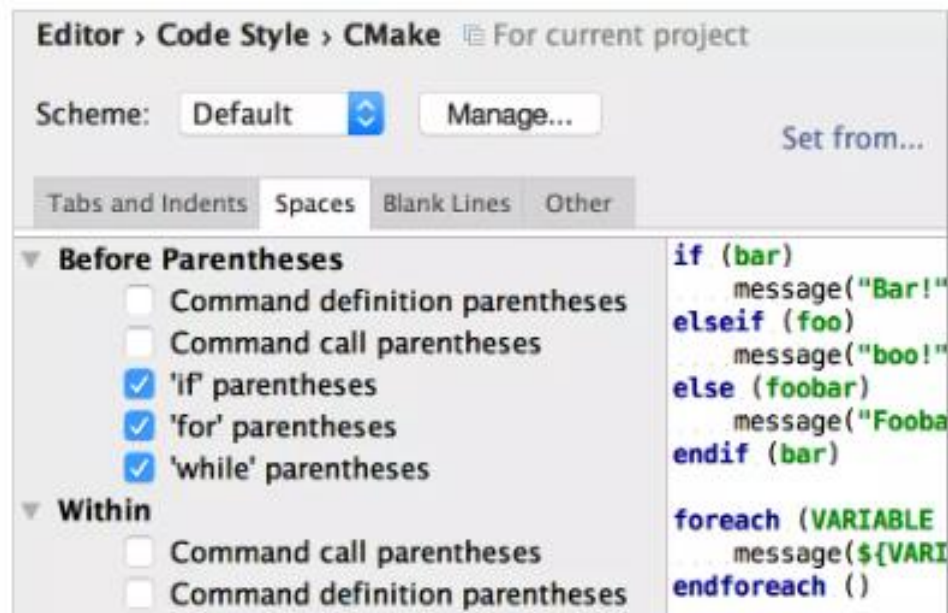 Editor › Code Style › CMake For current project
Scheme: Default Manage...
Set from...
Tabs and Indents Spaces Blank Lines Other
Before Parentheses
Command definition parentheses
Command call parentheses
'if' parentheses
'for' parentheses
'while' parentheses
Within
Command call parentheses
Command definition parentheses
if (bar)
message("Bar!"
elseif (foo)
message("boo!"
else (foobar)
message("Fooba
endif (bar)
foreach (VARIABLE
message(${VARI
endforeach ()